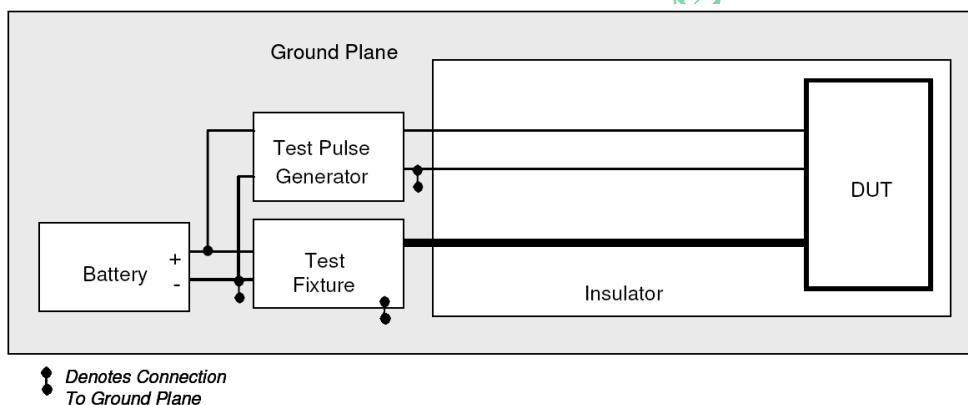 Ground Plane
Test Pulse
Generator
DUT
Battery
+
-
Test
Fixture
Insulator
Denotes Connection
To Ground Plane